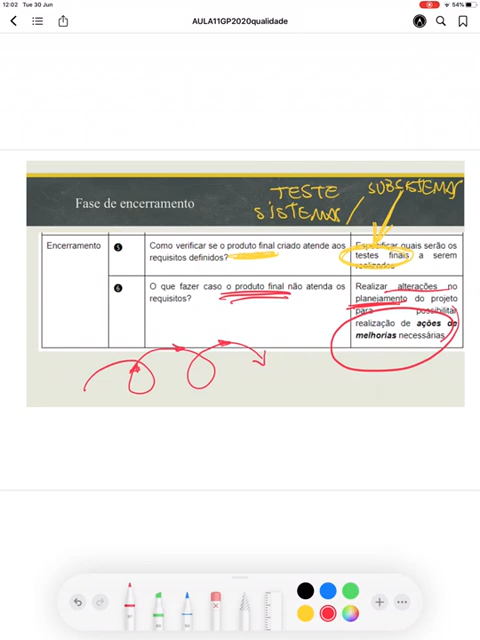 12:02 Tue 30 Jun
54%
AULA11GP2020qualidade
TESTE
SISTEMAS /
SUBSISTEMAS
Fase de encerramento
Encerramento
5
Como verificar se o produto final criado atende aos
requisitos definidos?
Especificar quais serão os
testes finais a serem
realizados
6
O que fazer caso o produto final não atenda os
requisitos?
Realizar alterações no
planejamento do projeto
para possibilitar
realização de ações de
melhorias necessárias